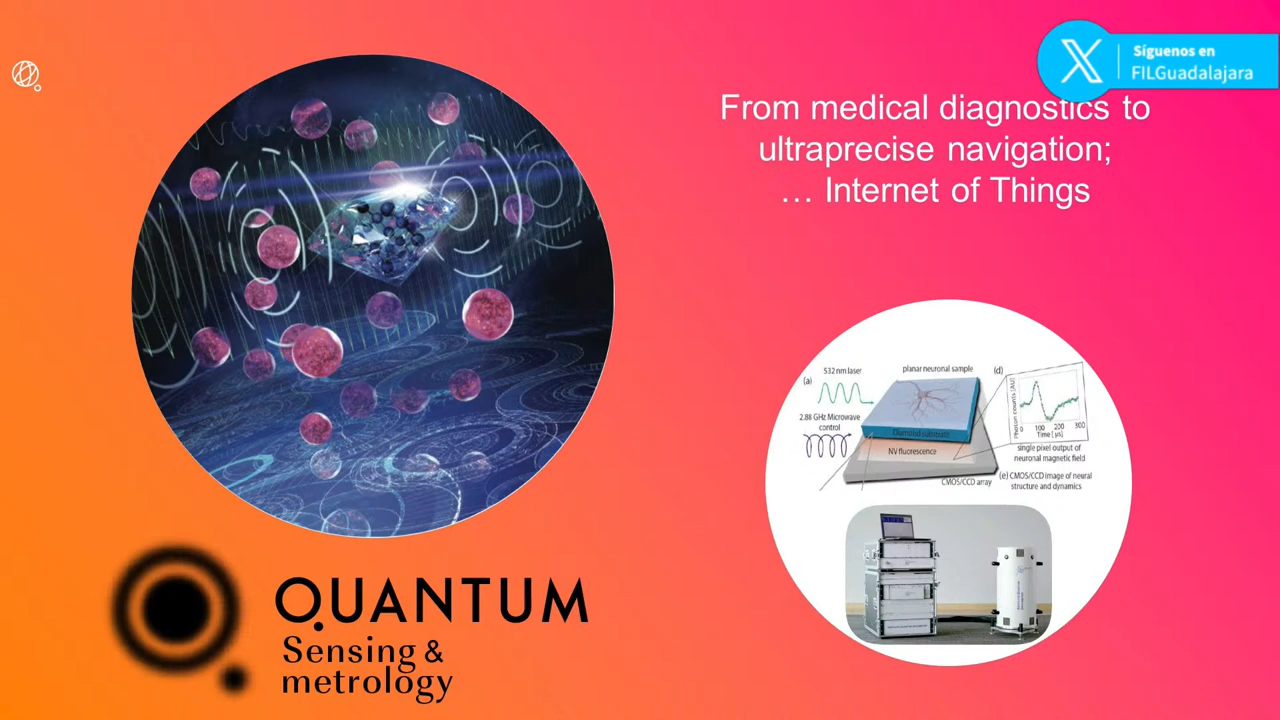 Síguenos en
FILGuadalajara
From medical diagnostics to
ultraprecise navigation;
… Internet of Things
(a)
532 nm laser
planar neuronal sample
(d)
2.88 GHz Microwave
control
Diamond substrate
NV fluorescence
CMOS/CCD array
Photon counts [AU]
0 100 200 300
Time [µs]
single pixel output of
neuronal magnetic field
(e) CMOS/CCD image of neural
structure and dynamics
QUANTUM
Sensing &
metrology